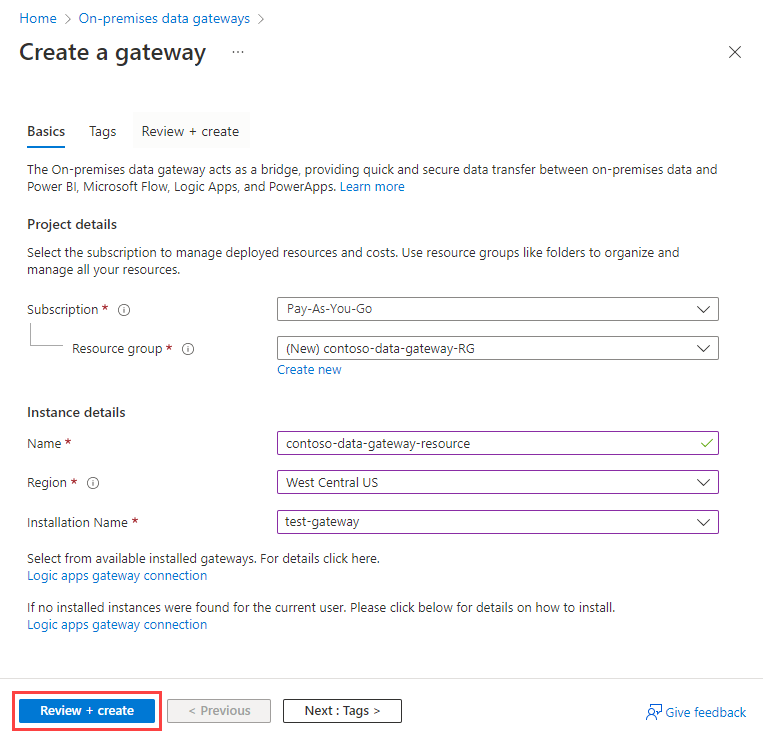 Home > On-premises data gateways >
Create a gateway ...
Basics Tags Review + create
The On-premises data gateway acts as a bridge, providing quick and secure data transfer between on-premises data and
Power BI, Microsoft Flow, Logic Apps, and PowerApps. Learn more
Project details
Select the subscription to manage deployed resources and costs. Use resource groups like folders to organize and
manage all your resources.
Subscription * Pay-As-You-Go
Resource group * (New) contoso-data-gateway-RG
Create new
Instance details
Name * contoso-data-gateway-resource
Region * West Central US
Installation Name * test-gateway
Select from available installed gateways. For details click here.
Logic apps gateway connection
If no installed instances were found for the current user. Please click below for details on how to install.
Logic apps gateway connection
Review + create < Previous Next : Tags > Give feedback